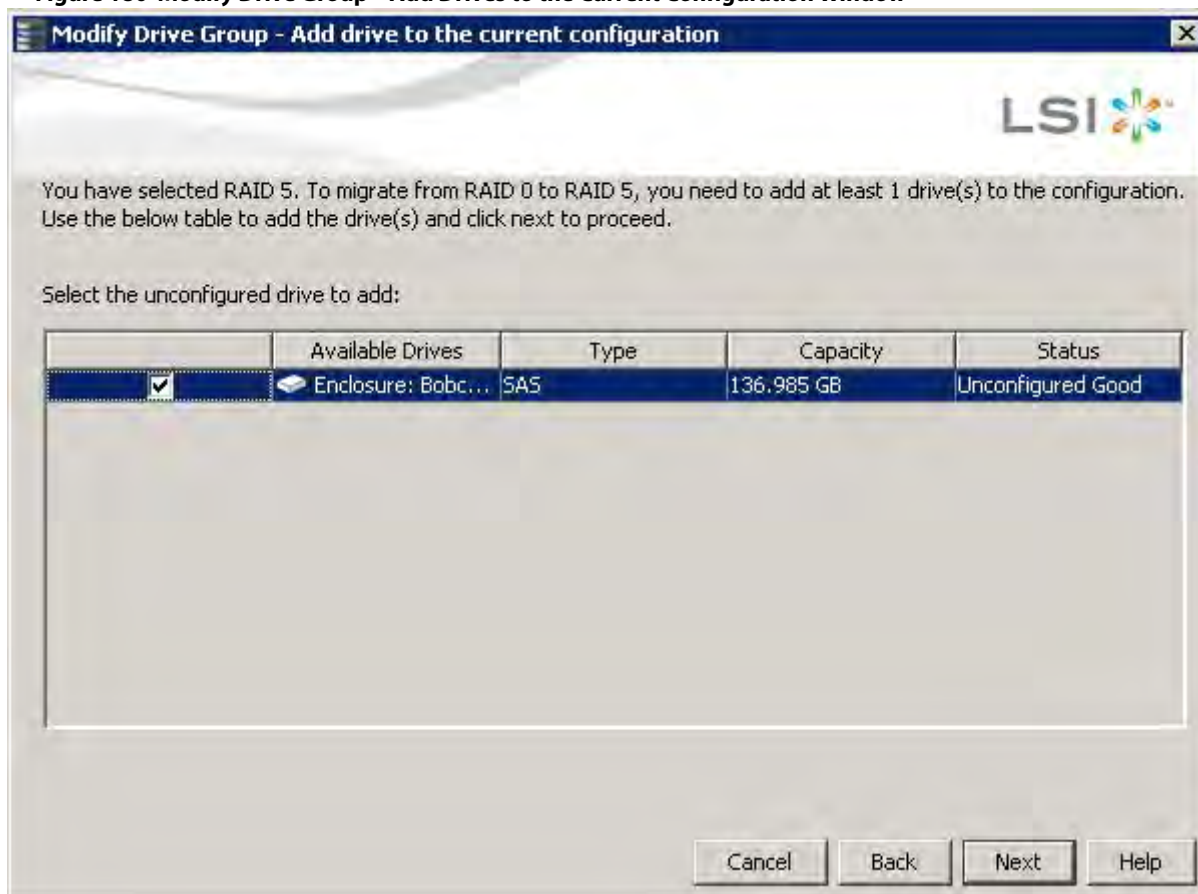 Modify Drive Group - Add drive to the current configuration
LSI
You have selected RAID 5. To migrate from RAID 0 to RAID 5, you need to add at least 1 drive(s) to the configuration.
Use the below table to add the drive(s) and click next to proceed.
Select the unconfigured drive to add:
Available Drives Type Capacity Status
Enclosure: Bobc... SAS 136.985 GB Unconfigured Good
Cancel Back Next Help